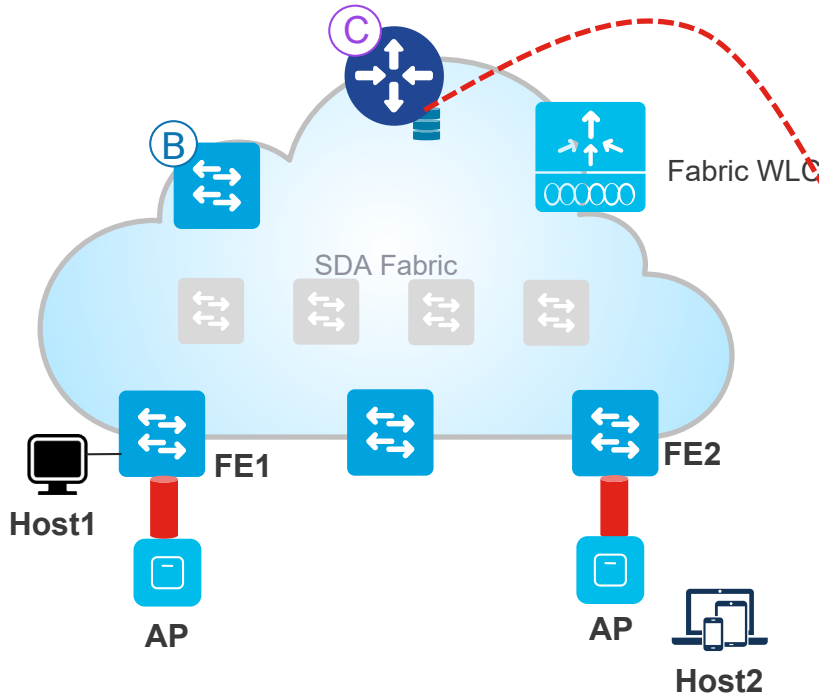 C
B
Fabric WLC
SDA Fabric
FE1
FE2
Host1
AP
AP
Host2